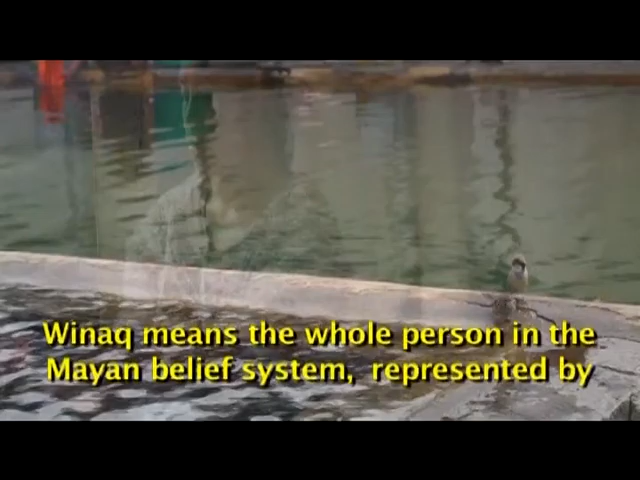 Winaq means the whole person in the
Mayan belief system, represented by